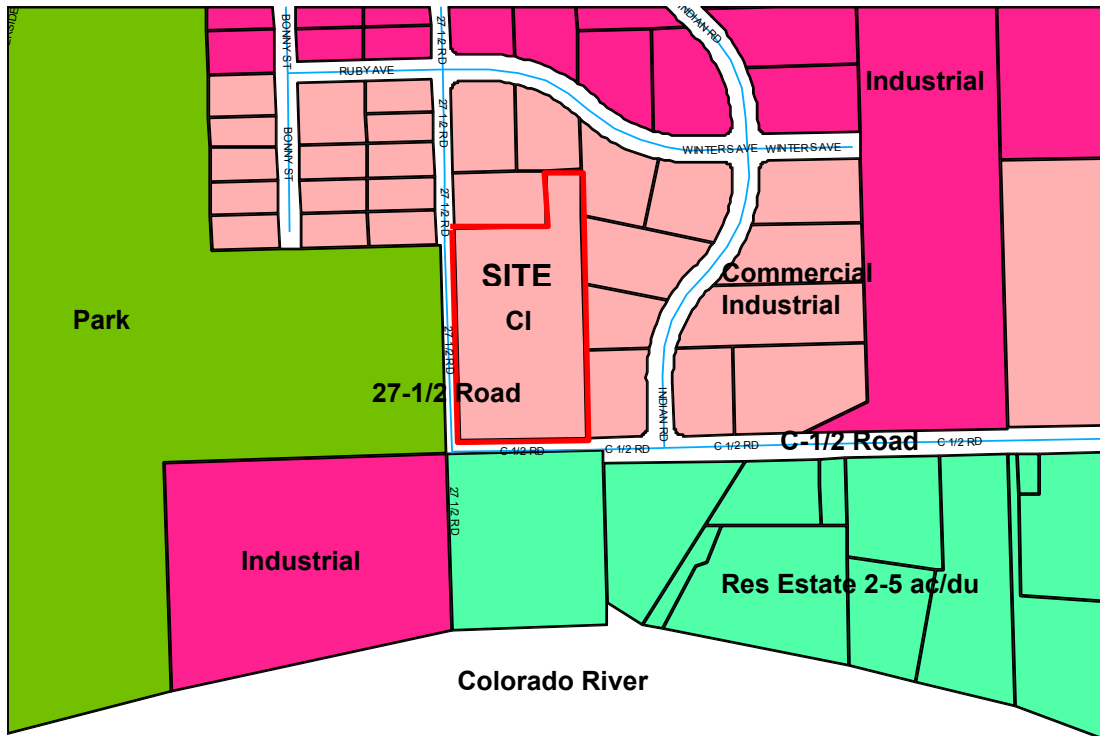 BONNY ST
27 1/2 RD
INDIAN RD
RUBY AVE
Industrial
27 1/2 RD
BONNY ST
WINTERS AVE
WINTERS AVE
27 1/2 RD
SITE
Commercial
Industrial
CI
Park
27 1/2 RD
27-1/2 Road
INDIAN RD
C-1/2 Road
C 1/2 RD
C 1/2 RD
C 1/2 RD
C 1/2 RD
27 1/2 RD
Industrial
Res Estate 2-5 ac/du
Colorado River